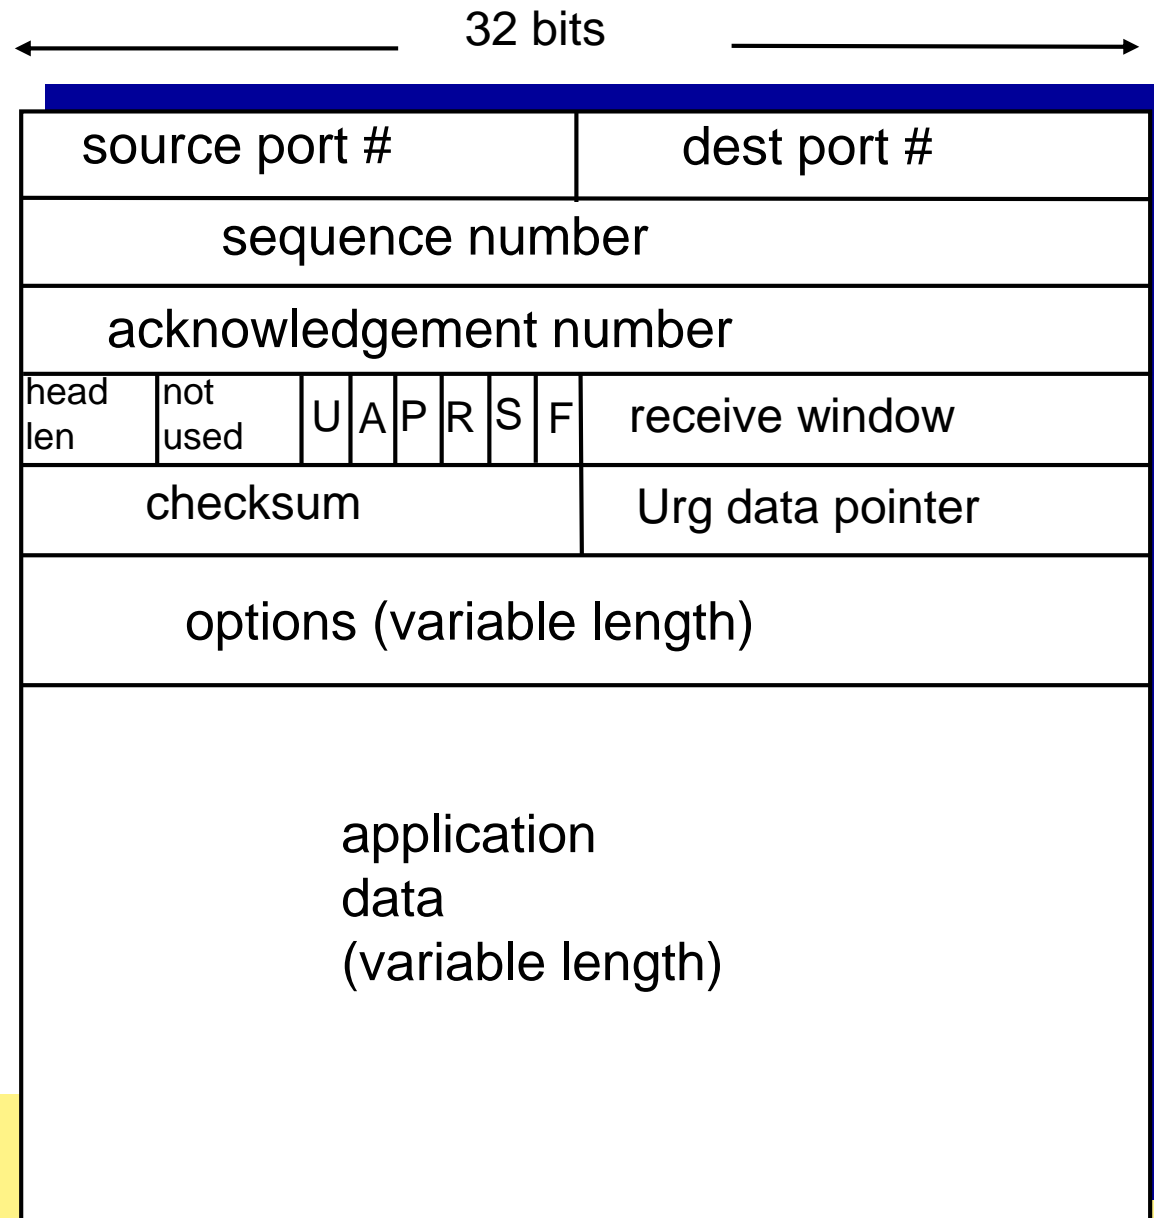 32 bits
source port #
dest port #
sequence number
acknowledgement number
head
len
not
used
U
A
P
R
S
F
receive window
checksum
Urg data pointer
options (variable length)
application
data
(variable length)